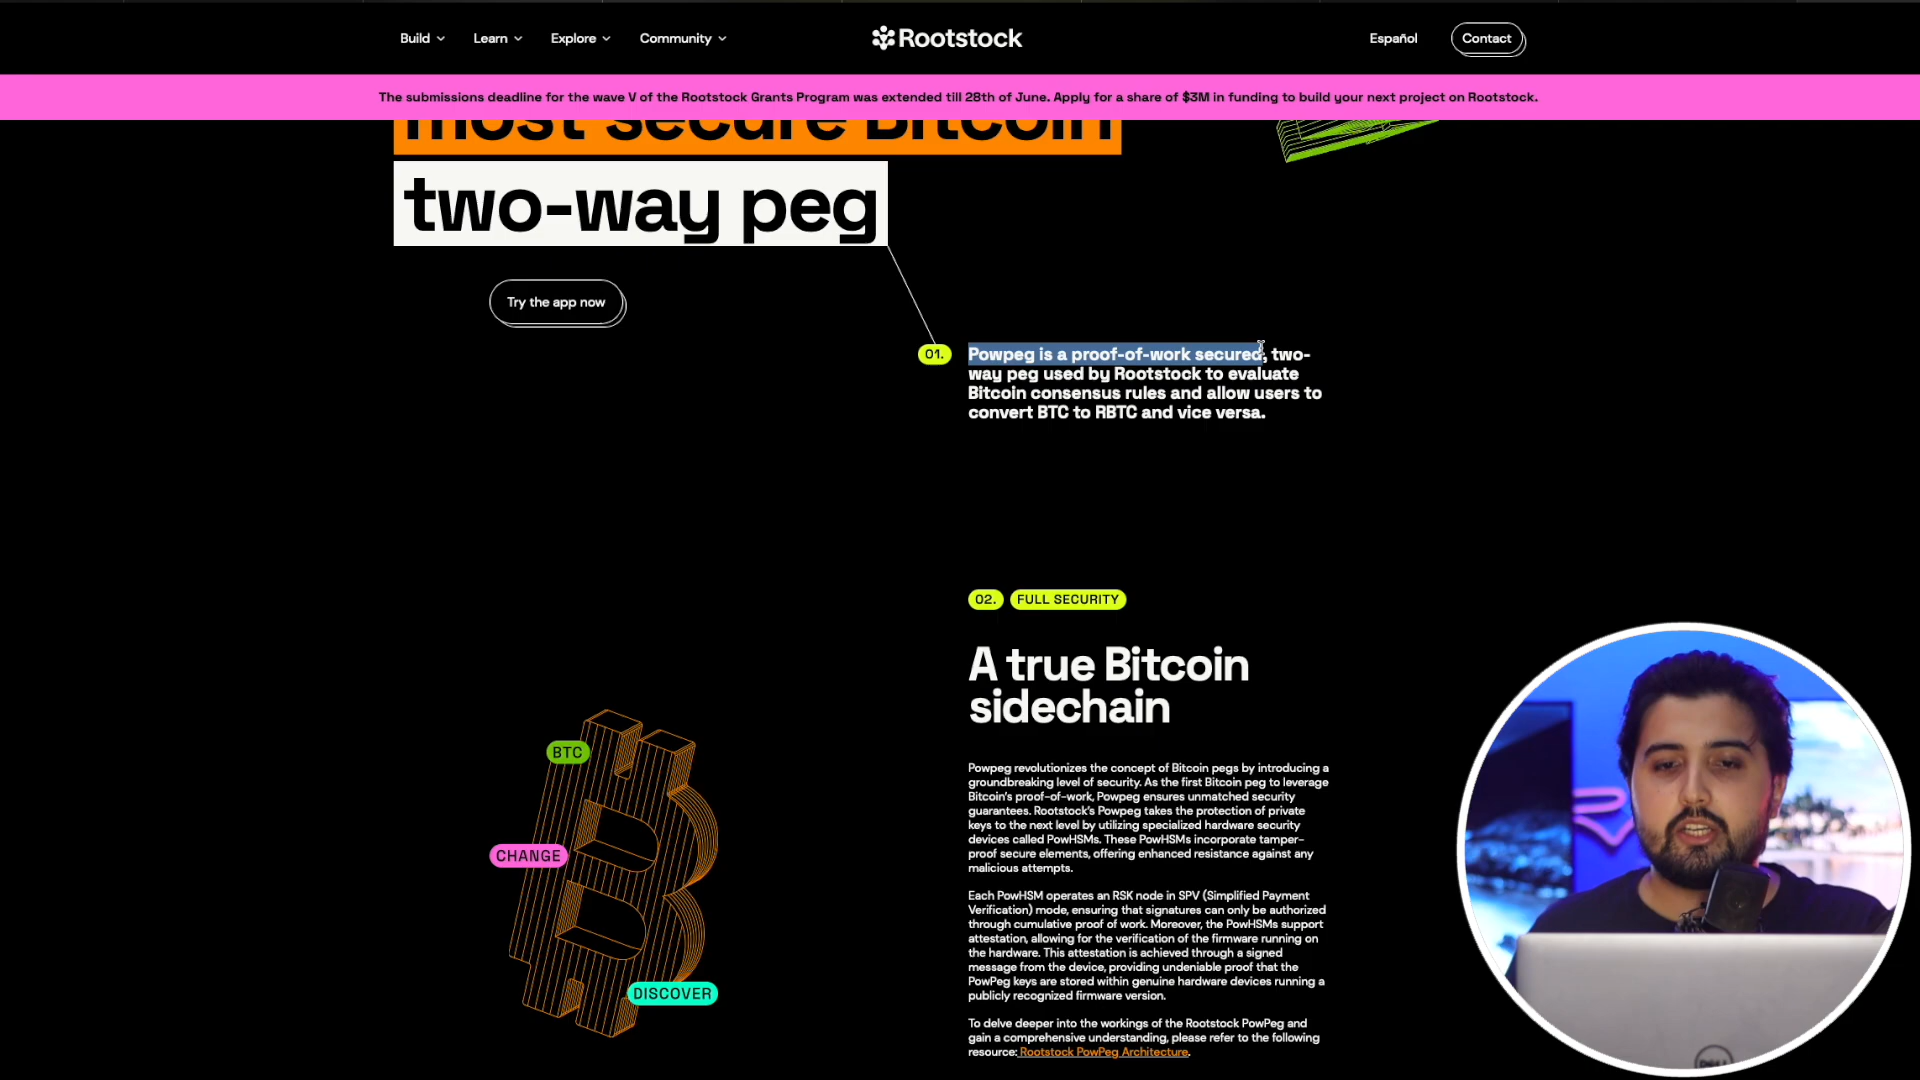 Build
Learn
Explore
Community
Rootstock
Español
Contact
The submissions deadline for the wave V of the Rootstock Grants Program was extended till 28th of June. Apply for a share of $3M in funding to build your next project on Rootstock.
most secure Bitcoin
two-way peg
Try the app now
01.
Powpeg is a proof-of-work secured, two-
way peg used by Rootstock to evaluate
Bitcoin consensus rules and allow users to
convert BTC to RBTC and vice versa.
02. FULL SECURITY
A true Bitcoin
sidechain
BTC
CHANGE
DISCOVER
Powpeg revolutionizes the concept of Bitcoin pegs by introducing a
groundbreaking level of security. As the first Bitcoin peg to leverage
Bitcoin's proof-of-work, Powpeg ensures unmatched security
guarantees. Rootstock's Powpeg takes the protection of private
keys to the next level by utilizing specialized hardware security
devices called PowHSMs. These PowHSMs incorporate tamper-
proof secure elements, offering enhanced resistance against any
malicious attempts.
Each PowHSM operates an RSK node in SPV (Simplified Payment
Verification) mode, ensuring that signatures can only be authorized
through cumulative proof of work. Moreover, the PowHSMs support
attestation, allowing for the verification of the firmware running on
the hardware. This attestation is achieved through a signed
message from the device, providing undeniable proof that the
PowPeg keys are stored within genuine hardware devices running a
publicly recognized firmware version.
To delve deeper into the workings of the Rootstock PowPeg and
gain a comprehensive understanding, please refer to the following
resource: Rootstock PowPeg Architecture.
DELL